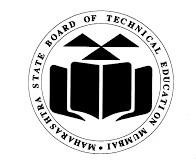 MAHARASHTRA STATE BOARD OF TECHNICAL EDUCATION MUMBAI